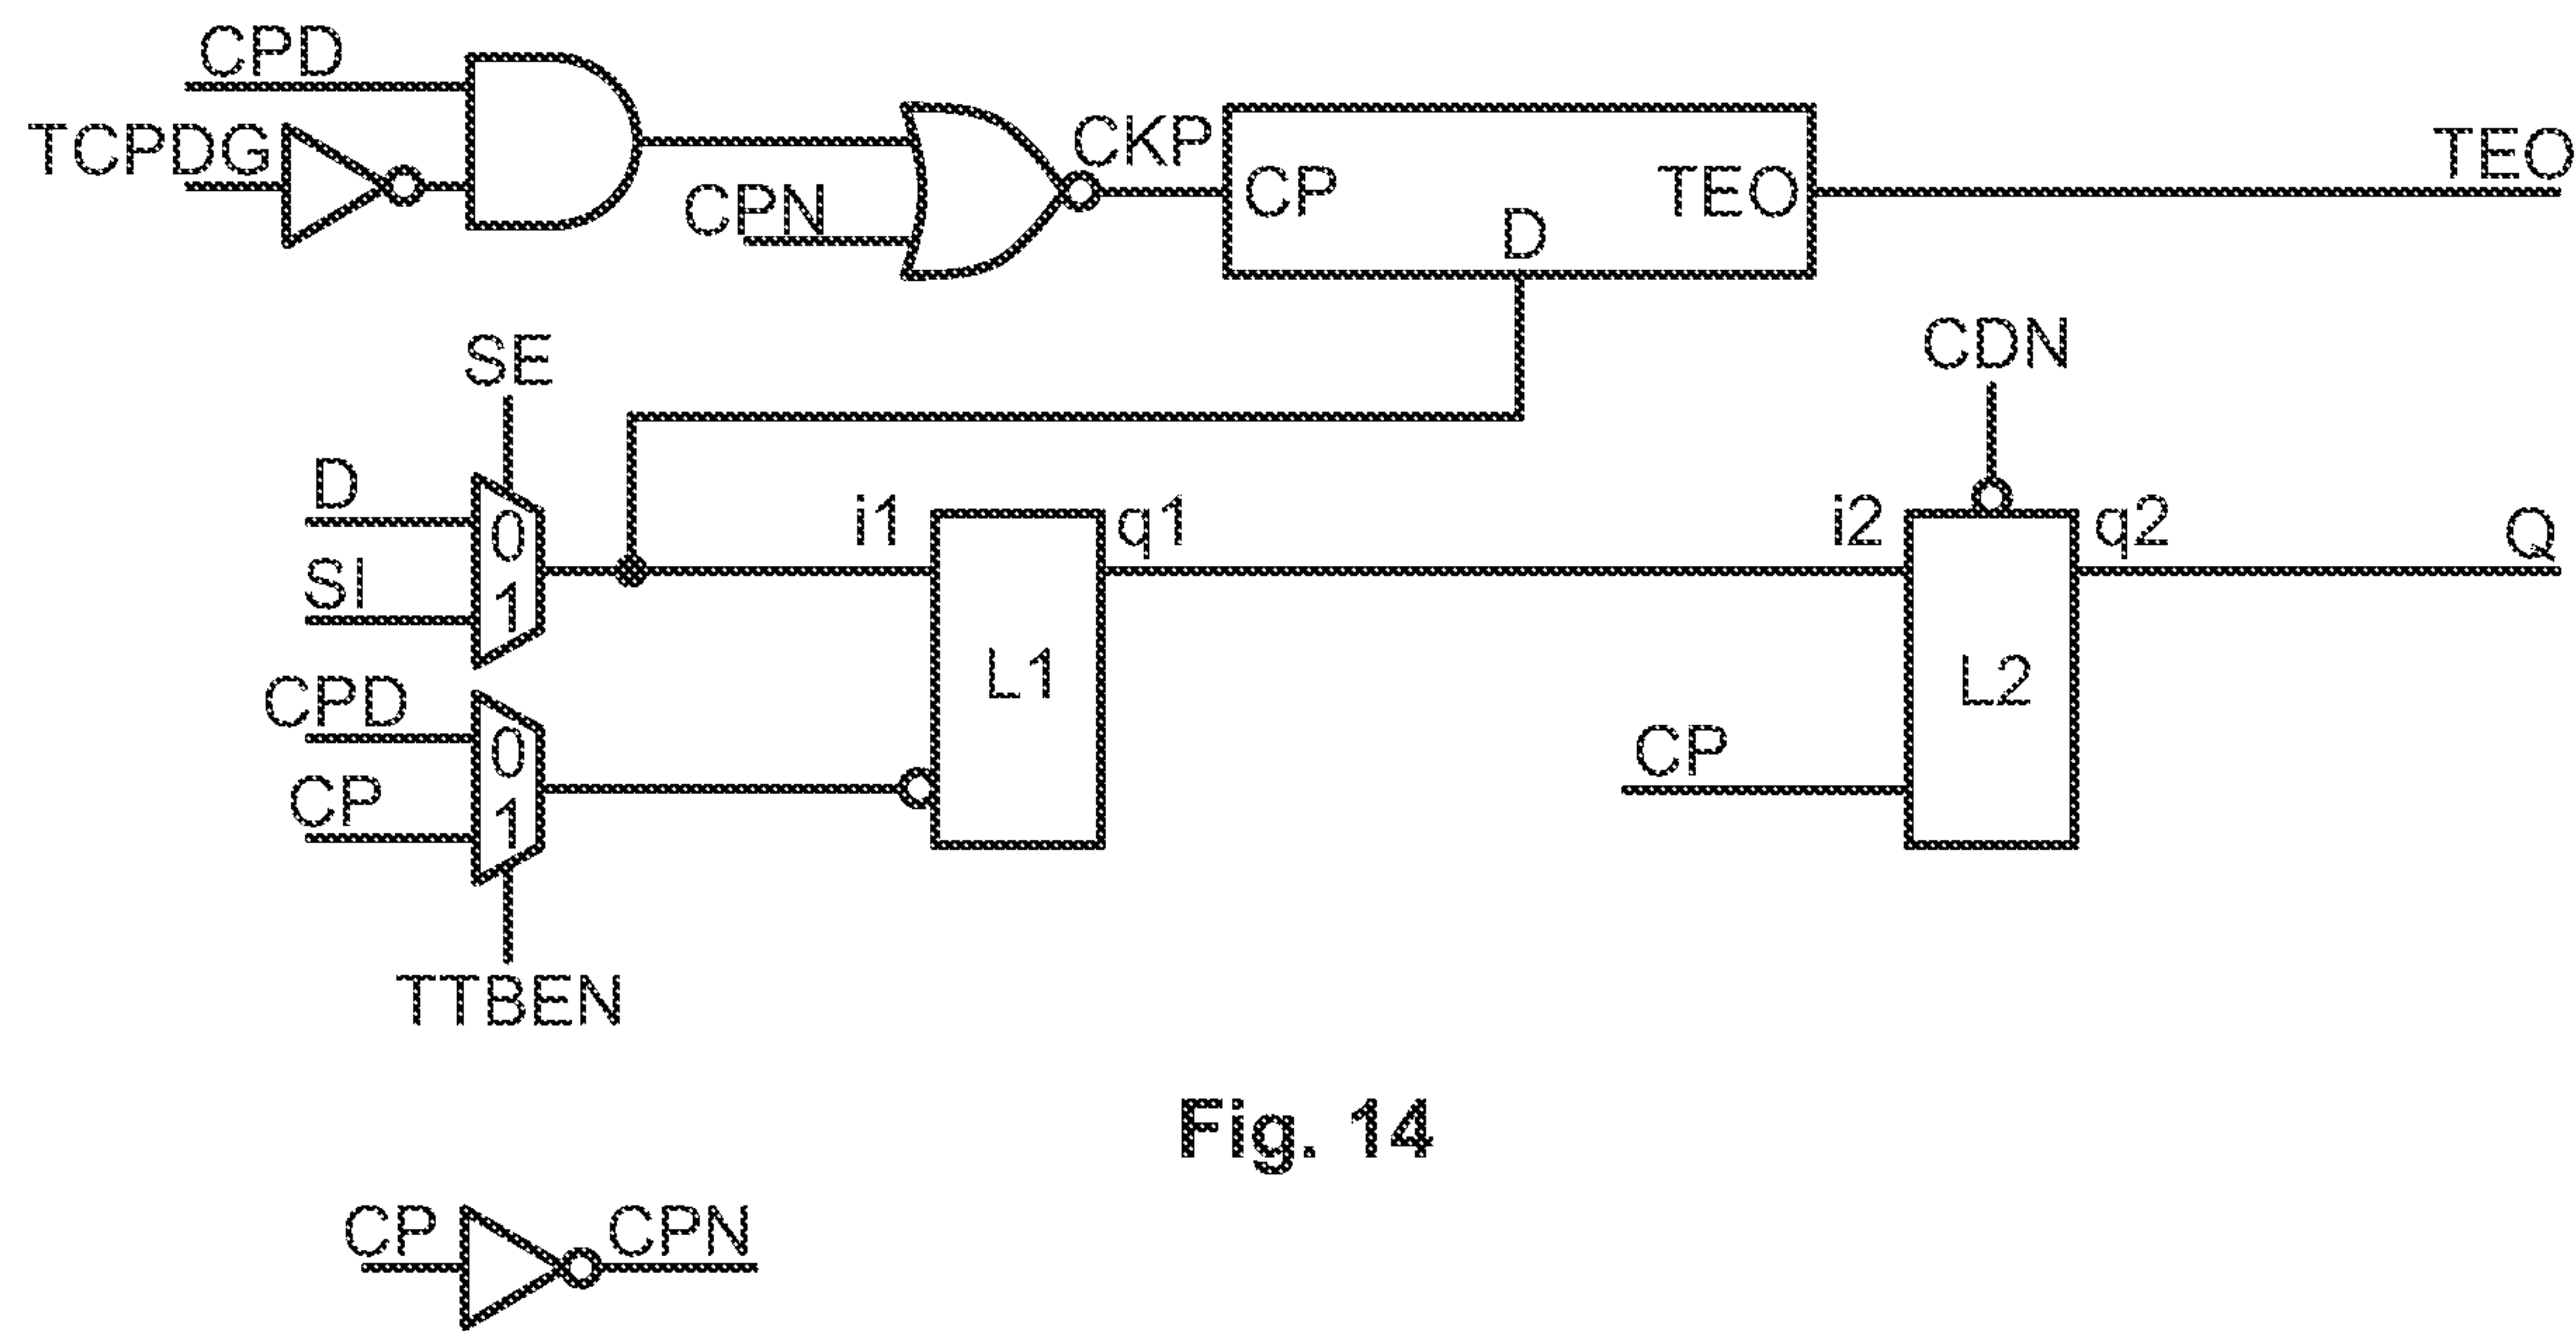 CPD
TCPDG
CPN
CKP
CP
TEO
D
TEO
SE
CDN
D
0
SI
1
i1
q1
i2
q2
Q
L1
L2
CPD
0
CP
1
CP
TTBEN
Fig. 14
CP
CPN